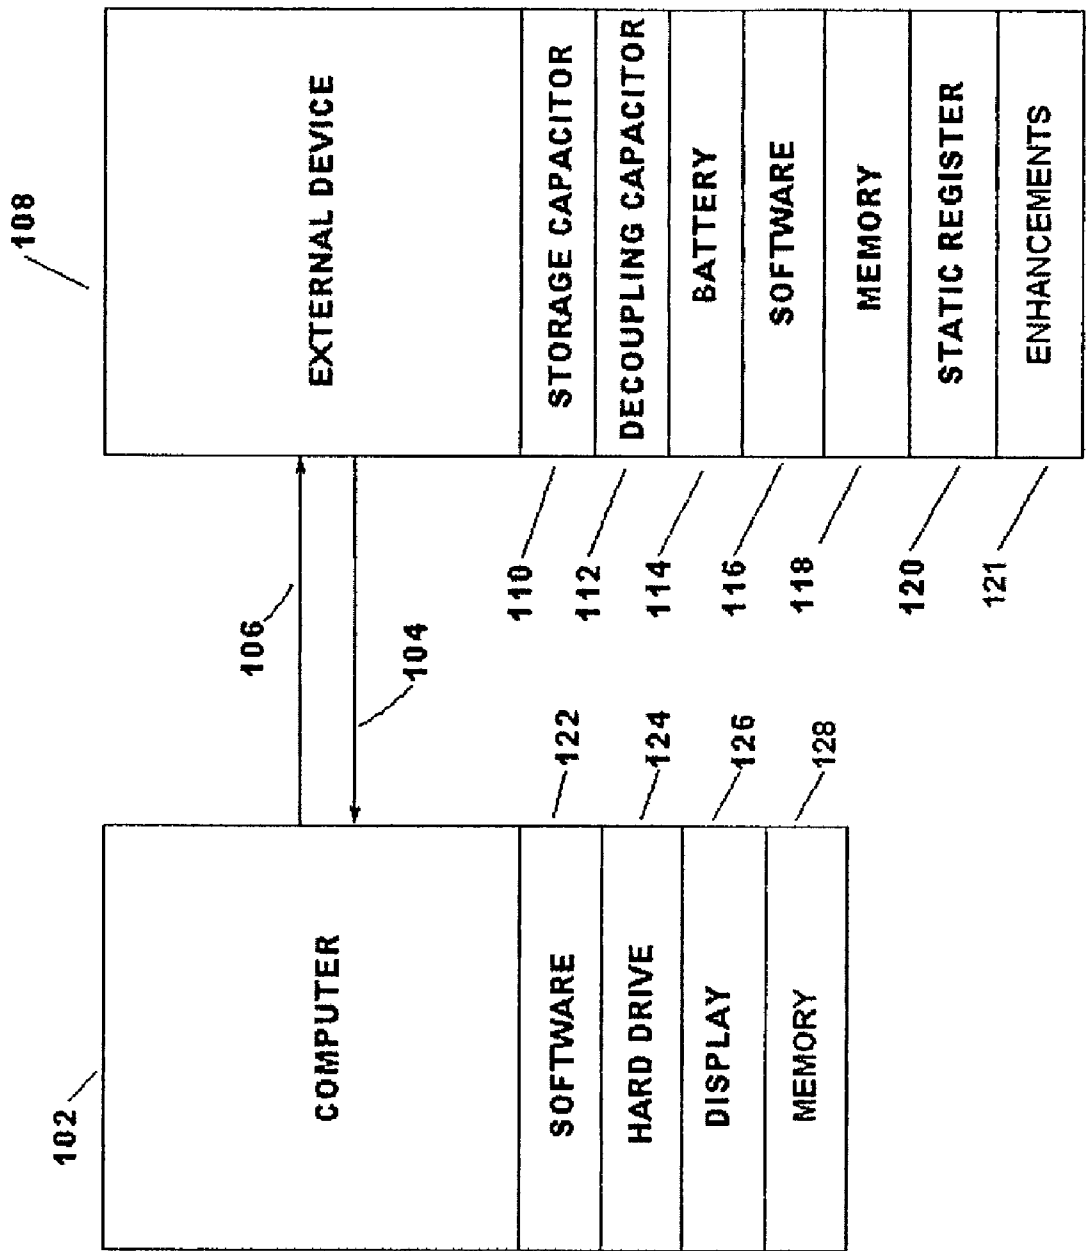 102
COMPUTER
SOFTWARE
122
HARD DRIVE
124
DISPLAY
126
MEMORY
128
106
104
108
EXTERNAL DEVICE
110
STORAGE CAPACITOR
112
DECOUPLING CAPACITOR
114
BATTERY
116
SOFTWARE
118
MEMORY
120
STATIC REGISTER
121
ENHANCEMENTS